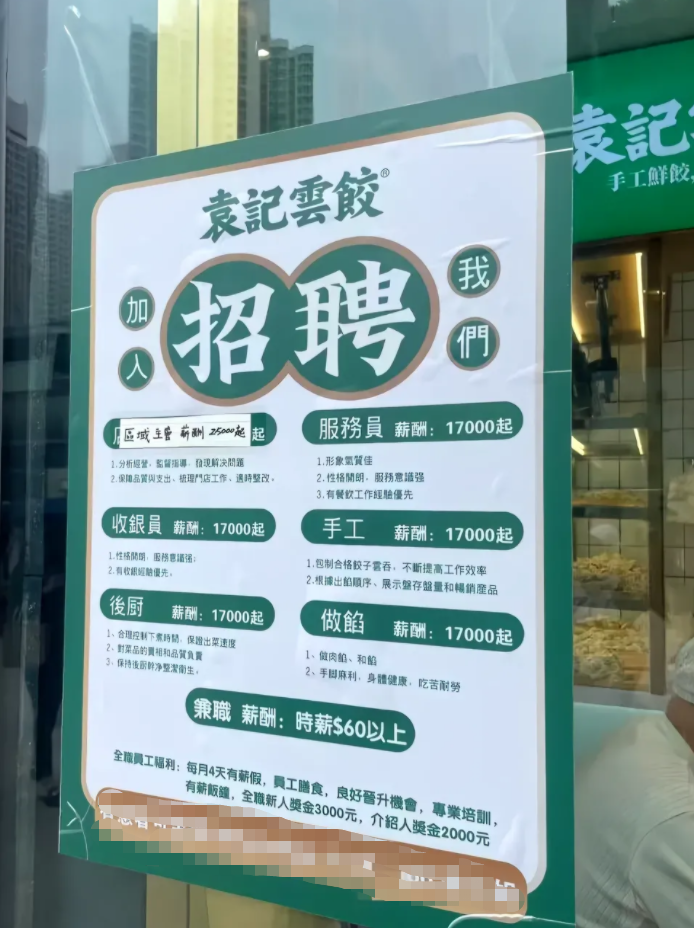 袁記雲餃®
加入
招聘
我們
區域主管 薪酬 25000起
起
1.分析經營、監督指導,發現解決問題
2.保障品質與支出、梳理門店工作、適時整改。
服務員 薪酬:17000起
1.形象氣質佳
2.性格開朗,服務意識强
3.有餐飲工作經驗優先
收銀員 薪酬:17000起
1.性格開朗,服務意識强;
2.有收銀經驗優先。
手工 薪酬:17000起
1.包制合格餃子雲吞,不斷提高工作效率
2.根據出餡順序、展示盤存盤量和暢銷産品
後厨 薪酬:17000起
1、合理控制下煮時間,保證出菜速度
2、對菜品的賣相和品質負責
3、保持後厨幹净整潔衛生。
做餡 薪酬:17000起
1、做肉餡、和餡
2、手脚麻利,身體健康,吃苦耐勞
兼職 薪酬:時薪$60以上
全職員工福利:每月4天有薪假,員工膳食,良好晉升機會,專業培訓,
有薪飯鐘,全職新人獎金3000元,介紹人獎金2000元
袁記
手工鮮餃